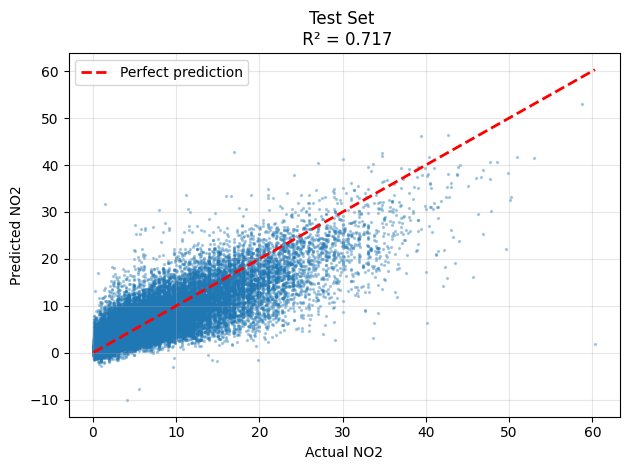 Test Set
R² = 0.717
Perfect prediction
Predicted NO2
60
50
40
30
20
10
0
−10
0 10 20 30 40 50 60
Actual NO2